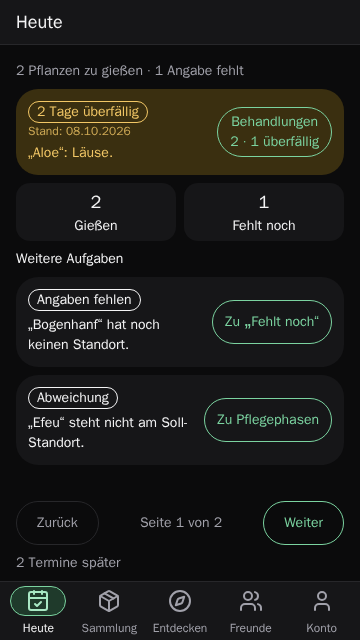 Heute
2 Pflanzen zu gießen · 1 Angabe fehlt
2 Tage überfällig
Stand: 08.10.2026
„Aloe“: Läuse.
Behandlungen
2 · 1 überfällig
2
Gießen
1
Fehlt noch
Weitere Aufgaben
Angaben fehlen
„Bogenhanf“ hat noch
keinen Standort.
Zu „Fehlt noch“
Abweichung
„Efeu“ steht nicht am Soll-
Standort.
Zu Pflegephasen
Zurück
Seite 1 von 2
Weiter
2 Termine später
Heute
Sammlung
Entdecken
Freunde
Konto